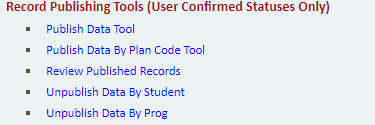 Record Publishing Tools (User Confirmed Statuses Only)
Publish Data Tool
Publish Data By Plan Code Tool
Review Published Records
Unpublish Data By Student
Unpublish Data By Prog